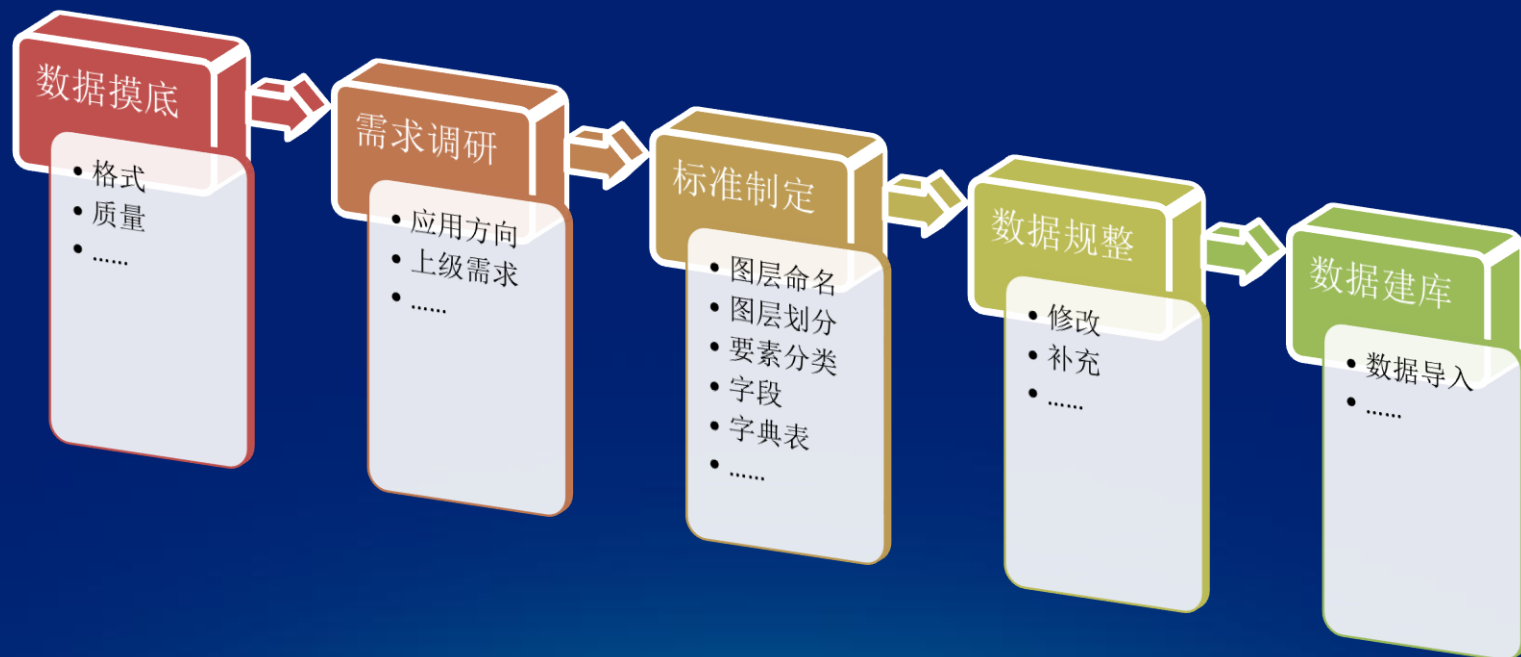 数据摸底
• 格式
• 质量
• ......
需求调研
• 应用方向
• 上级需求
• ......
标准制定
• 图层命名
• 图层划分
• 要素分类
• 字段
• 字典表
• ......
数据规整
• 修改
• 补充
• ......
数据建库
• 数据导入
• ......